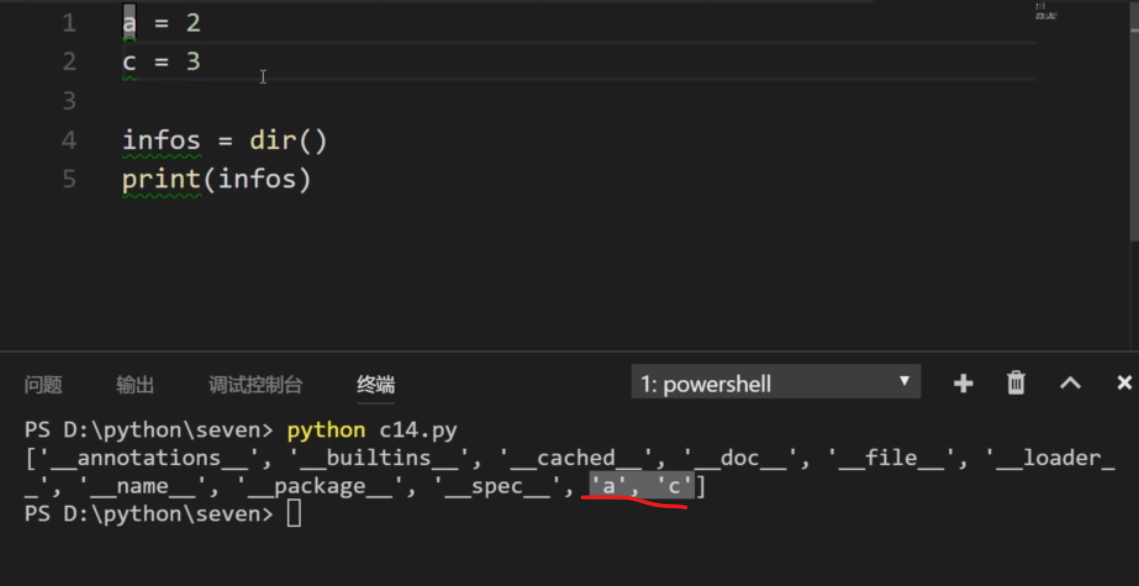 1 a = 2
2 c = 3
3
4 infos = dir()
5 print(infos)
问题 输出 调试控制台 终端 1: powershell
PS D:\python\seven> python c14.py
['__annotations__', '__builtins__', '__cached__', '__doc__', '__file__', '__loader_
_', '__name__', '__package__', '__spec__', 'a', 'c']
PS D:\python\seven>